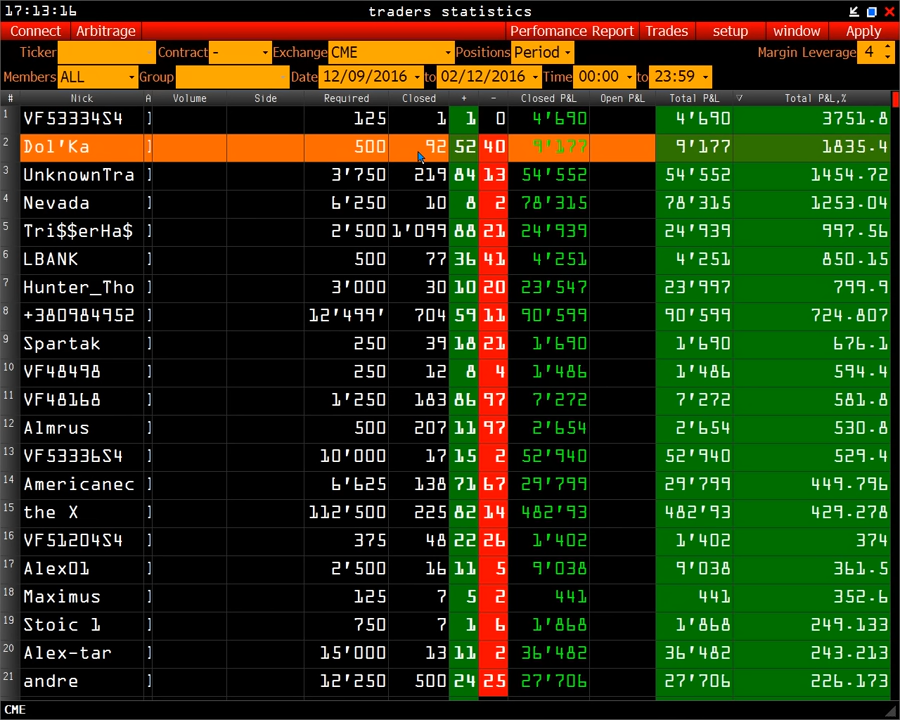 17:13:16 traders statistics
Connect Arbitrage Perfomance Report Trades setup window Apply
Ticker Contract - Exchange CME Positions Period Margin Leverage 4
Members ALL Group Date 12/09/2016 to 02/12/2016 Time 00:00 to 23:59
# Nick A Volume Side Required Closed + - Closed P&L Open P&L Total P&L Total P&L,%
1 VF53334S4 125 1 1 0 4'690 4'690 3751.8
2 Dol'Ka 500 92 52 40 9'177 9'177 1835.4
3 UnknownTra 3'750 219 84 13 54'552 54'552 1454.72
4 Nevada 6'250 10 8 2 78'315 78'315 1253.04
5 Tri$$erHa$ 2'500 1'099 88 21 24'939 24'939 997.56
6 LBANK 500 77 36 41 4'251 4'251 850.15
7 Hunter_Tho 3'000 30 10 20 23'547 23'997 799.9
8 +380984952 12'499' 704 59 11 90'599 90'599 724.807
9 Spartak 250 39 18 21 1'690 1'690 676.1
10 VF48498 250 12 8 4 1'486 1'486 594.4
11 VF48168 1'250 183 86 97 7'272 7'272 581.8
12 Almrus 500 207 11 97 2'654 2'654 530.8
13 VF53336S4 10'000 17 15 2 52'940 52'940 529.4
14 Americanec 6'625 138 71 67 29'799 29'799 449.796
15 the X 112'500 225 82 14 482'93 482'93 429.278
16 VF51204S4 375 48 22 26 1'402 1'402 374
17 Alex01 2'500 16 11 5 9'038 9'038 361.5
18 Maximus 125 7 5 2 441 441 352.6
19 Stoic 1 750 7 1 6 1'868 1'868 249.133
20 Alex-tar 15'000 13 11 2 36'482 36'482 243.213
21 andre 12'250 500 24 25 27'706 27'706 226.173
CME